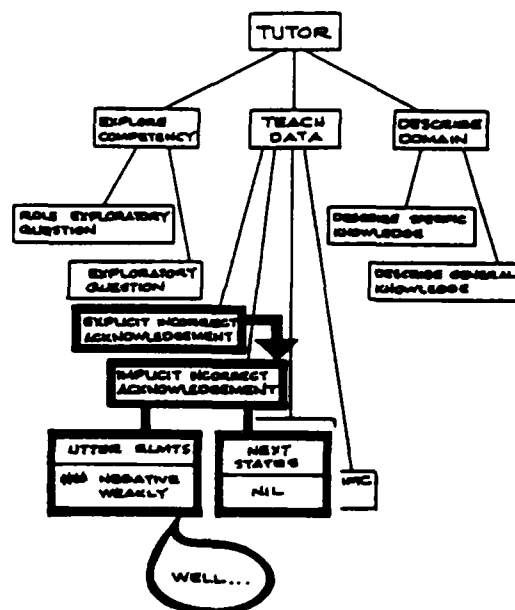 TUTOR
EXPLORE
COMPETENCY
TEACH
DATA
DESCRIBE
DOMAIN
ROLE EXPLORATORY
QUESTION
EXPLORATORY
QUESTION
DESCRIBE SPECIFIC
KNOWLEDGE
DESCRIBE GENERAL
KNOWLEDGE
EXPLICIT INCORRECT
ACKNOWLEDGEMENT
IMPLICIT INCORRECT
ACKNOWLEDGEMENT
UTTER ELMTS
NEGATIVE
WEAKLY
NEXT
STATES
NIL
WELL...